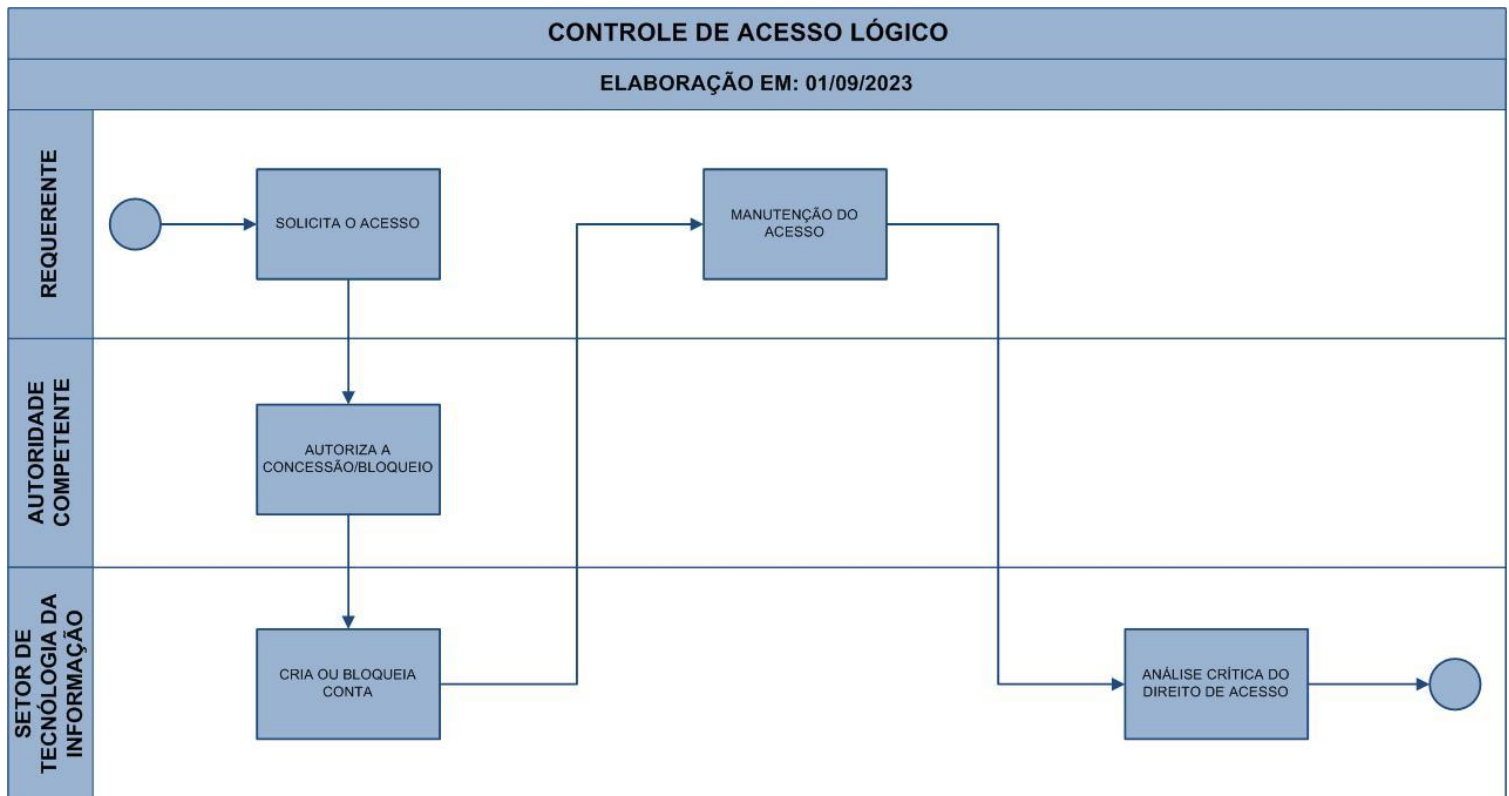 CONTROLE DE ACESSO LÓGICO
ELABORAÇÃO EM: 01/09/2023
REQUERENTE
SOLICITA O ACESSO
MANUTENÇÃO DO
ACESSO
AUTORIDADE
COMPETENTE
AUTORIZA A
CONCESSÃO/BLOQUEIO
SETOR DE
TECNÓLOGIA DA
INFORMAÇÃO
CRIA OU BLOQUEIA
CONTA
ANÁLISE CRÍTICA DO
DIREITO DE ACESSO